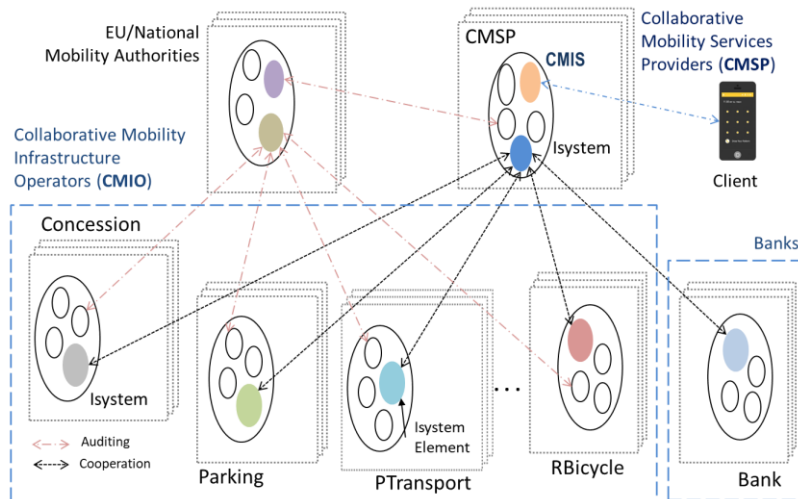 EU/National
Mobility Authorities
CMSP
CMIS
Collaborative
Mobility Services
Providers (CMSP)
Collaborative Mobility
Infrastructure
Operators (CMIO)
Isystem
Client
Concession
Banks
Isystem
...
Isystem
Element
Auditing
Cooperation
Parking
PTransport
RBicycle
Bank